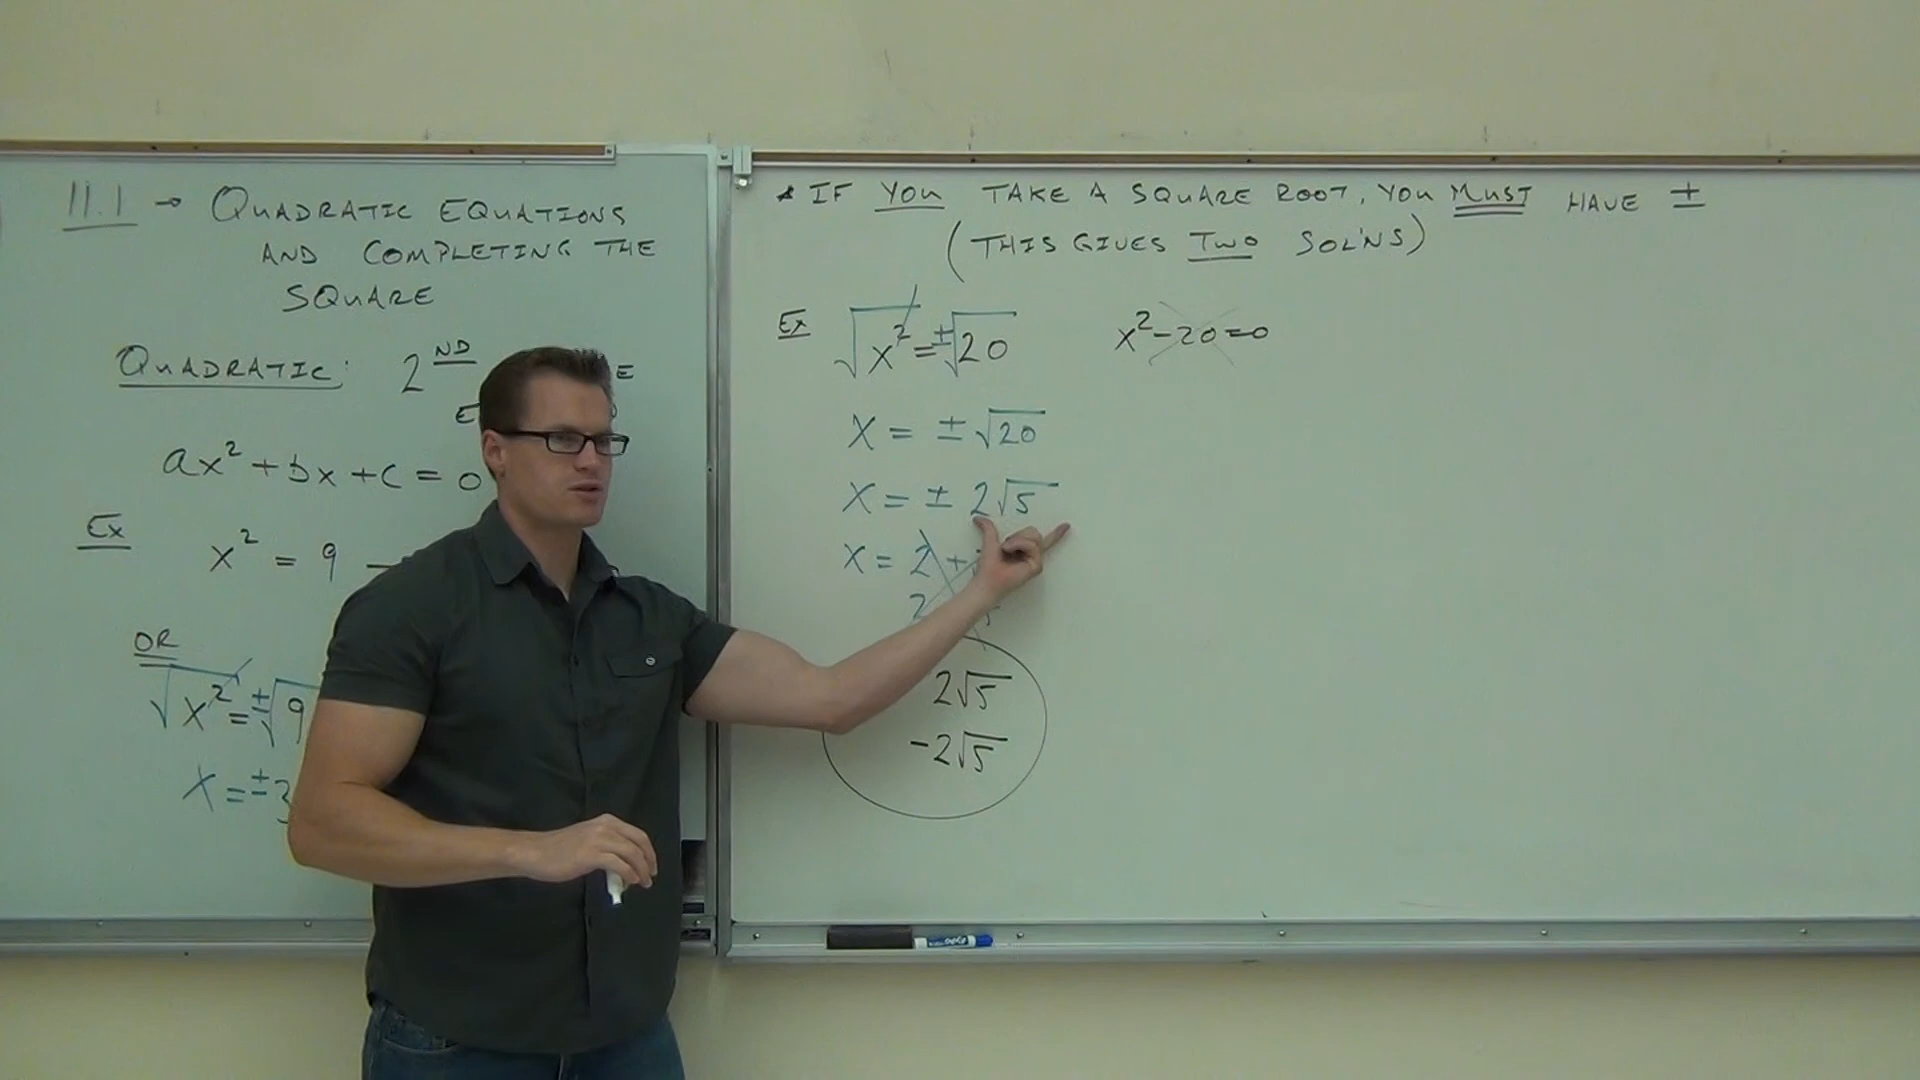 11.1 → QUADRATIC EQUATIONS
AND COMPLETING THE
SQUARE
QUADRATIC: 2ND
ax² + bx + c = 0
Ex
x² = 9
OR
√x² = ±√9
x = ±3
* IF YOU TAKE A SQUARE ROOT, YOU MUST HAVE ±
(THIS GIVES TWO SOL'NS)
Ex √x² = ±√20 x² - 20 = 0
x = ± √20
x = ± 2√5
x = 2 +
2
2√5
-2√5
EXPO